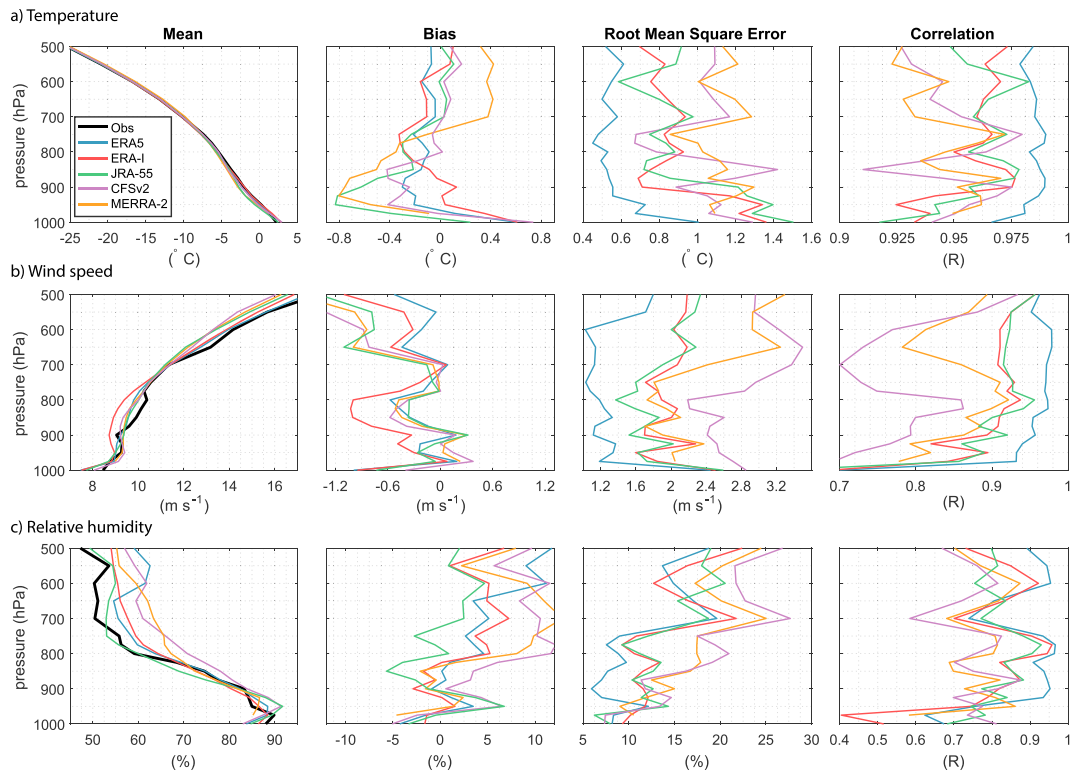 a) Temperature
Mean
Bias
Root Mean Square Error
Correlation
pressure (hPa)
500
600
700
800
900
1000
Obs
ERA5
ERA-I
JRA-55
CFSv2
MERRA-2
-25 -20 -15 -10 -5 0 5
(° C)
-0.8 -0.4 0 0.4 0.8
(° C)
0.4 0.6 0.8 1 1.2 1.4 1.6
(° C)
0.9 0.925 0.95 0.975 1
(R)
b) Wind speed
pressure (hPa)
500
600
700
800
900
1000
8 10 12 14 16
(m s⁻¹)
-1.2 -0.6 0 0.6 1.2
(m s⁻¹)
1.2 1.6 2 2.4 2.8 3.2 3.6
(m s⁻¹)
0.7 0.8 0.9 1
(R)
c) Relative humidity
pressure (hPa)
500
600
700
800
900
1000
50 60 70 80 90
(%)
-10 -5 0 5 10
(%)
5 10 15 20 25 30
(%)
0.4 0.5 0.6 0.7 0.8 0.9 1
(R)